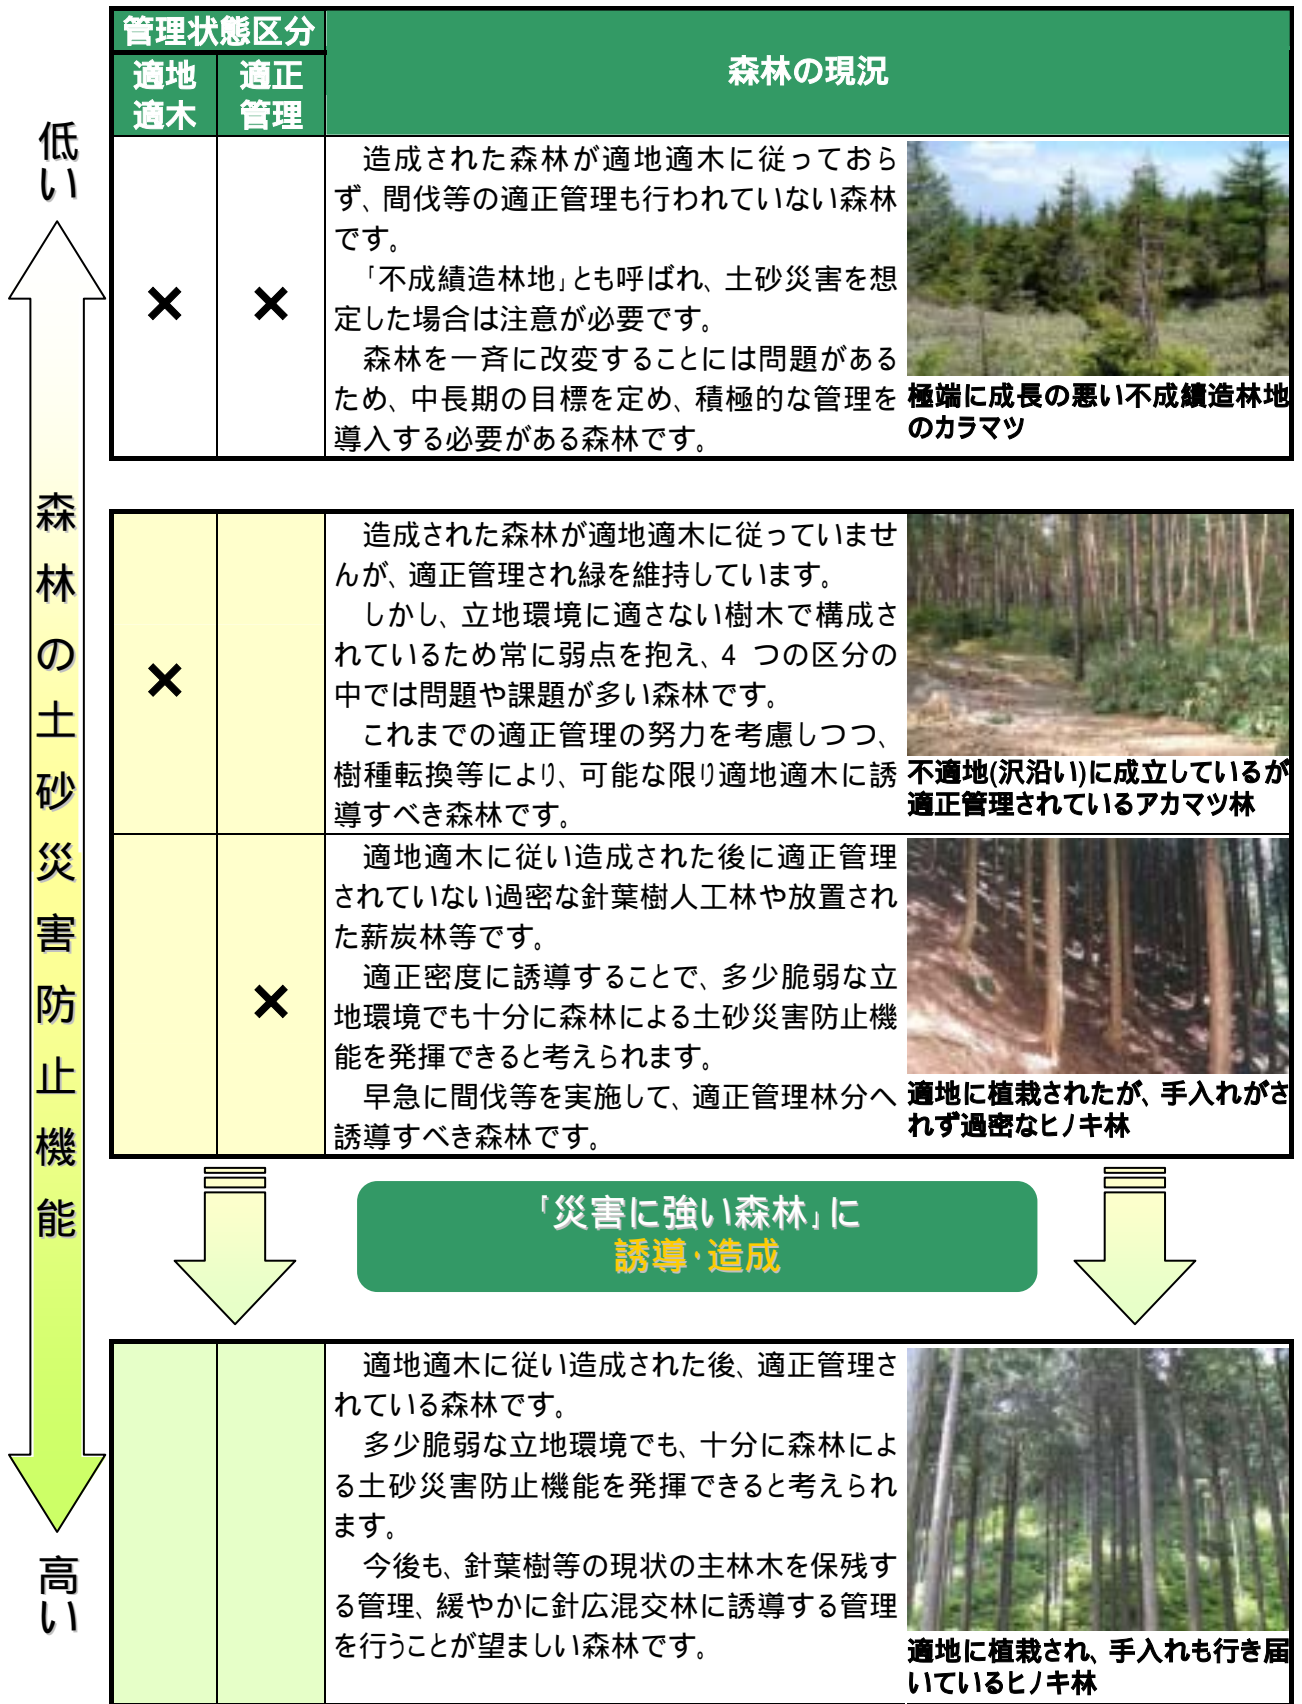 管理状態区分
適地
適木
適正
管理
森林の現況
低い
森林の土砂災害防止機能
高い
× ×
造成された森林が適地適木に従っておら
ず、間伐等の適正管理も行われていない森林
です。
「不成績造林地」とも呼ばれ、土砂災害を想
定した場合は注意が必要です。
森林を一斉に改変することには問題がある
ため、中長期の目標を定め、積極的な管理を
導入する必要がある森林です。
極端に成長の悪い不成績造林地
のカラマツ
×
造成された森林が適地適木に従っていませ
んが、適正管理され緑を維持しています。
しかし、立地環境に適さない樹木で構成さ
れているため常に弱点を抱え、4 つの区分の
中では問題や課題が多い森林です。
これまでの適正管理の努力を考慮しつつ、
樹種転換等により、可能な限り適地適木に誘
導すべき森林です。
不適地(沢沿い)に成立しているが
適正管理されているアカマツ林
×
適地適木に従い造成された後に適正管理
されていない過密な針葉樹人工林や放置され
た薪炭林等です。
適正密度に誘導することで、多少脆弱な立
地環境でも十分に森林による土砂災害防止機
能を発揮できると考えられます。
早急に間伐等を実施して、適正管理林分へ
誘導すべき森林です。
適地に植栽されたが、手入れがさ
れず過密なヒノキ林
「災害に強い森林」に
誘導・造成
適地適木に従い造成された後、適正管理さ
れている森林です。
多少脆弱な立地環境でも、十分に森林によ
る土砂災害防止機能を発揮できると考えられ
ます。
今後も、針葉樹等の現状の主林木を保残す
る管理、緩やかに針広混交林に誘導する管理
を行うことが望ましい森林です。
適地に植栽され、手入れも行き届
いているヒノキ林